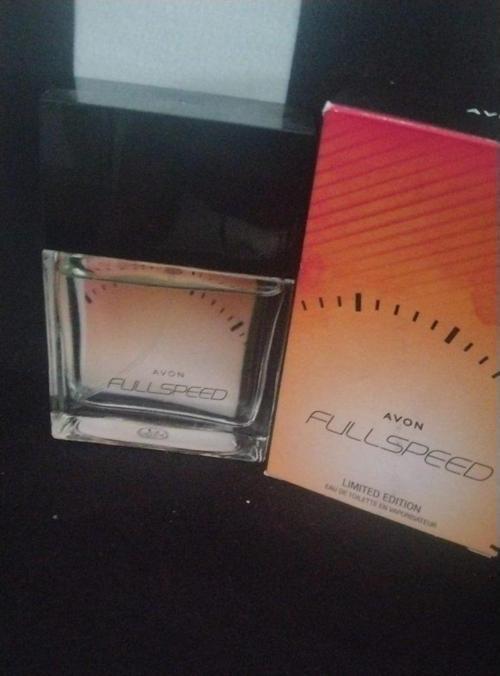 AVON
FULLSPEED
AVON
FULLSPEED
LIMITED EDITION
EAU DE TOILETTE EN VAPORISATEUR